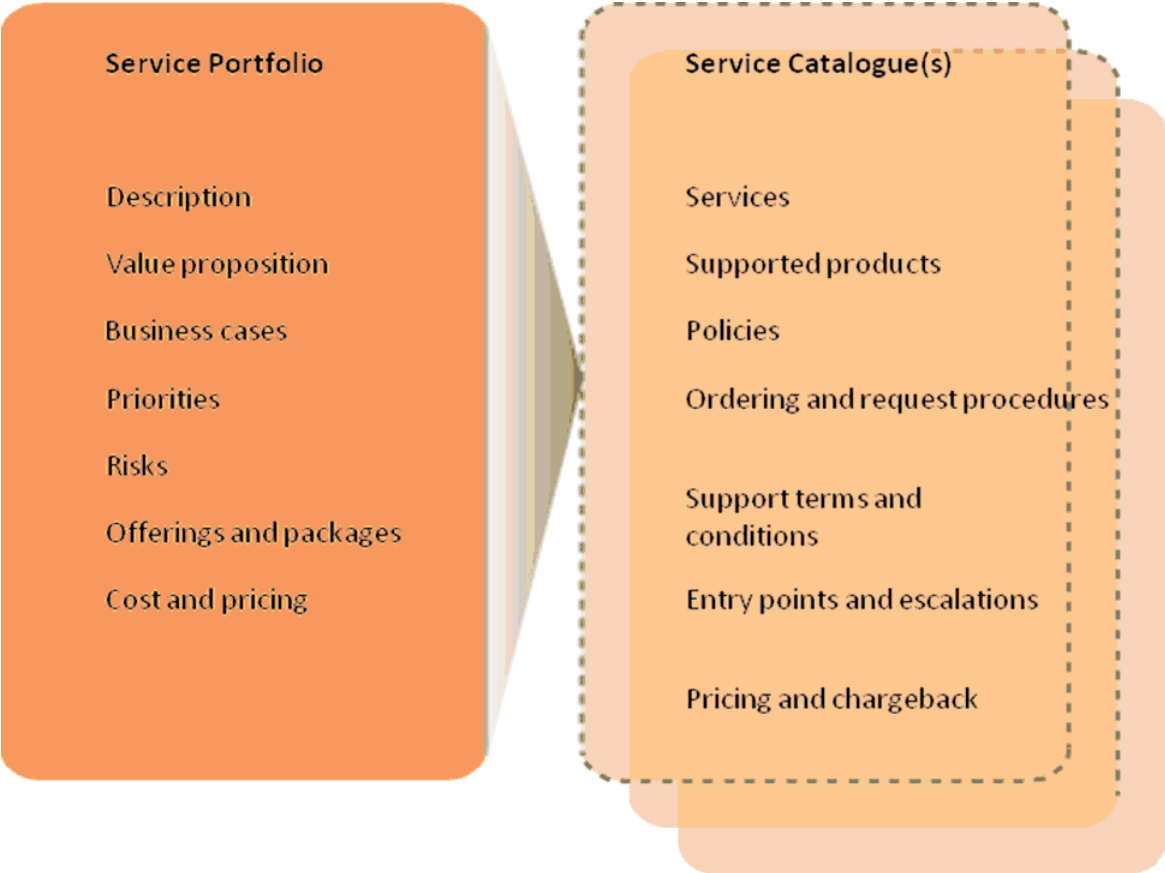 Service Portfolio
Description
Value proposition
Business cases
Priorities
Risks
Offerings and packages
Cost and pricing
Service Catalogue(s)
Services
Supported products
Policies
Ordering and request procedures
Support terms and
conditions
Entry points and escalations
Pricing and chargeback